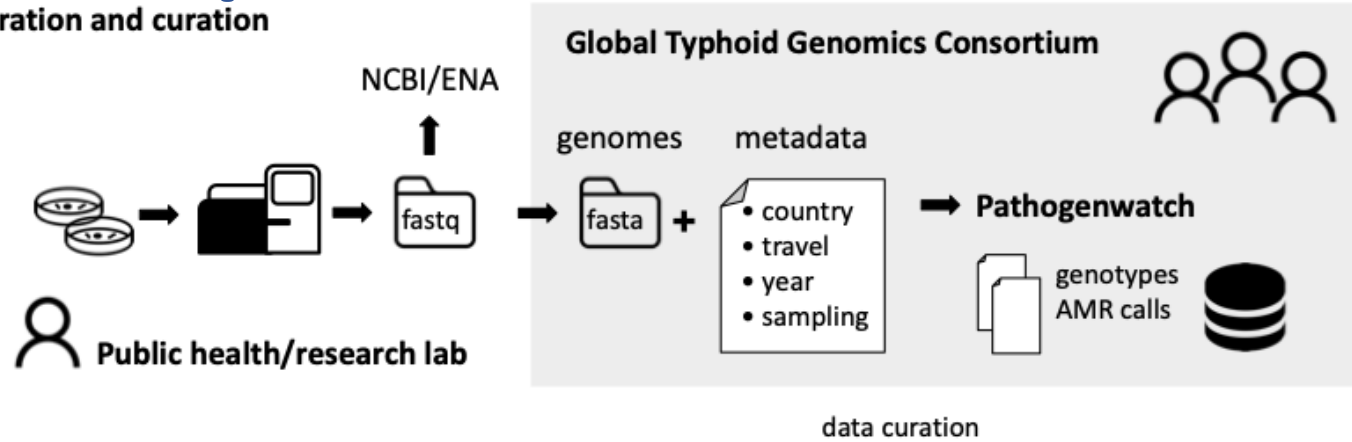 ration and curation
Global Typhoid Genomics Consortium
NCBI/ENA
genomes
metadata
fastq
fasta
+
• country
• travel
• year
• sampling
Pathogenwatch
genotypes
AMR calls
Public health/research lab
data curation